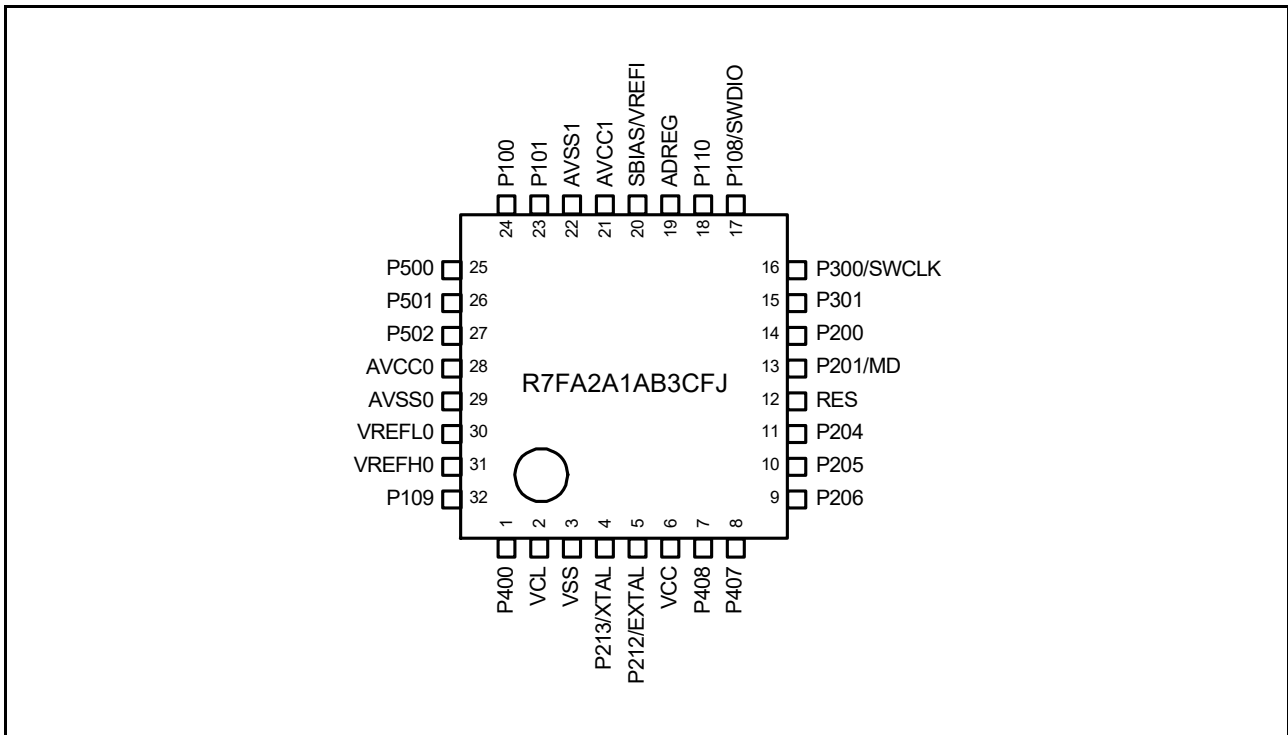 P100
P101
AVSS1
AVCC1
SBIAS/VREFI
ADREG
P110
P108/SWDIO
24
23
22
21
20
19
18
17
P500 25
P501 26
P502 27
AVCC0 28
AVSS0 29
VREFL0 30
VREFH0 31
P109 32
R7FA2A1AB3CFJ
16 P300/SWCLK
15 P301
14 P200
13 P201/MD
12 RES
11 P204
10 P205
9 P206
1
2
3
4
5
6
7
8
P400
VCL
VSS
P213/XTAL
P212/EXTAL
VCC
P408
P407